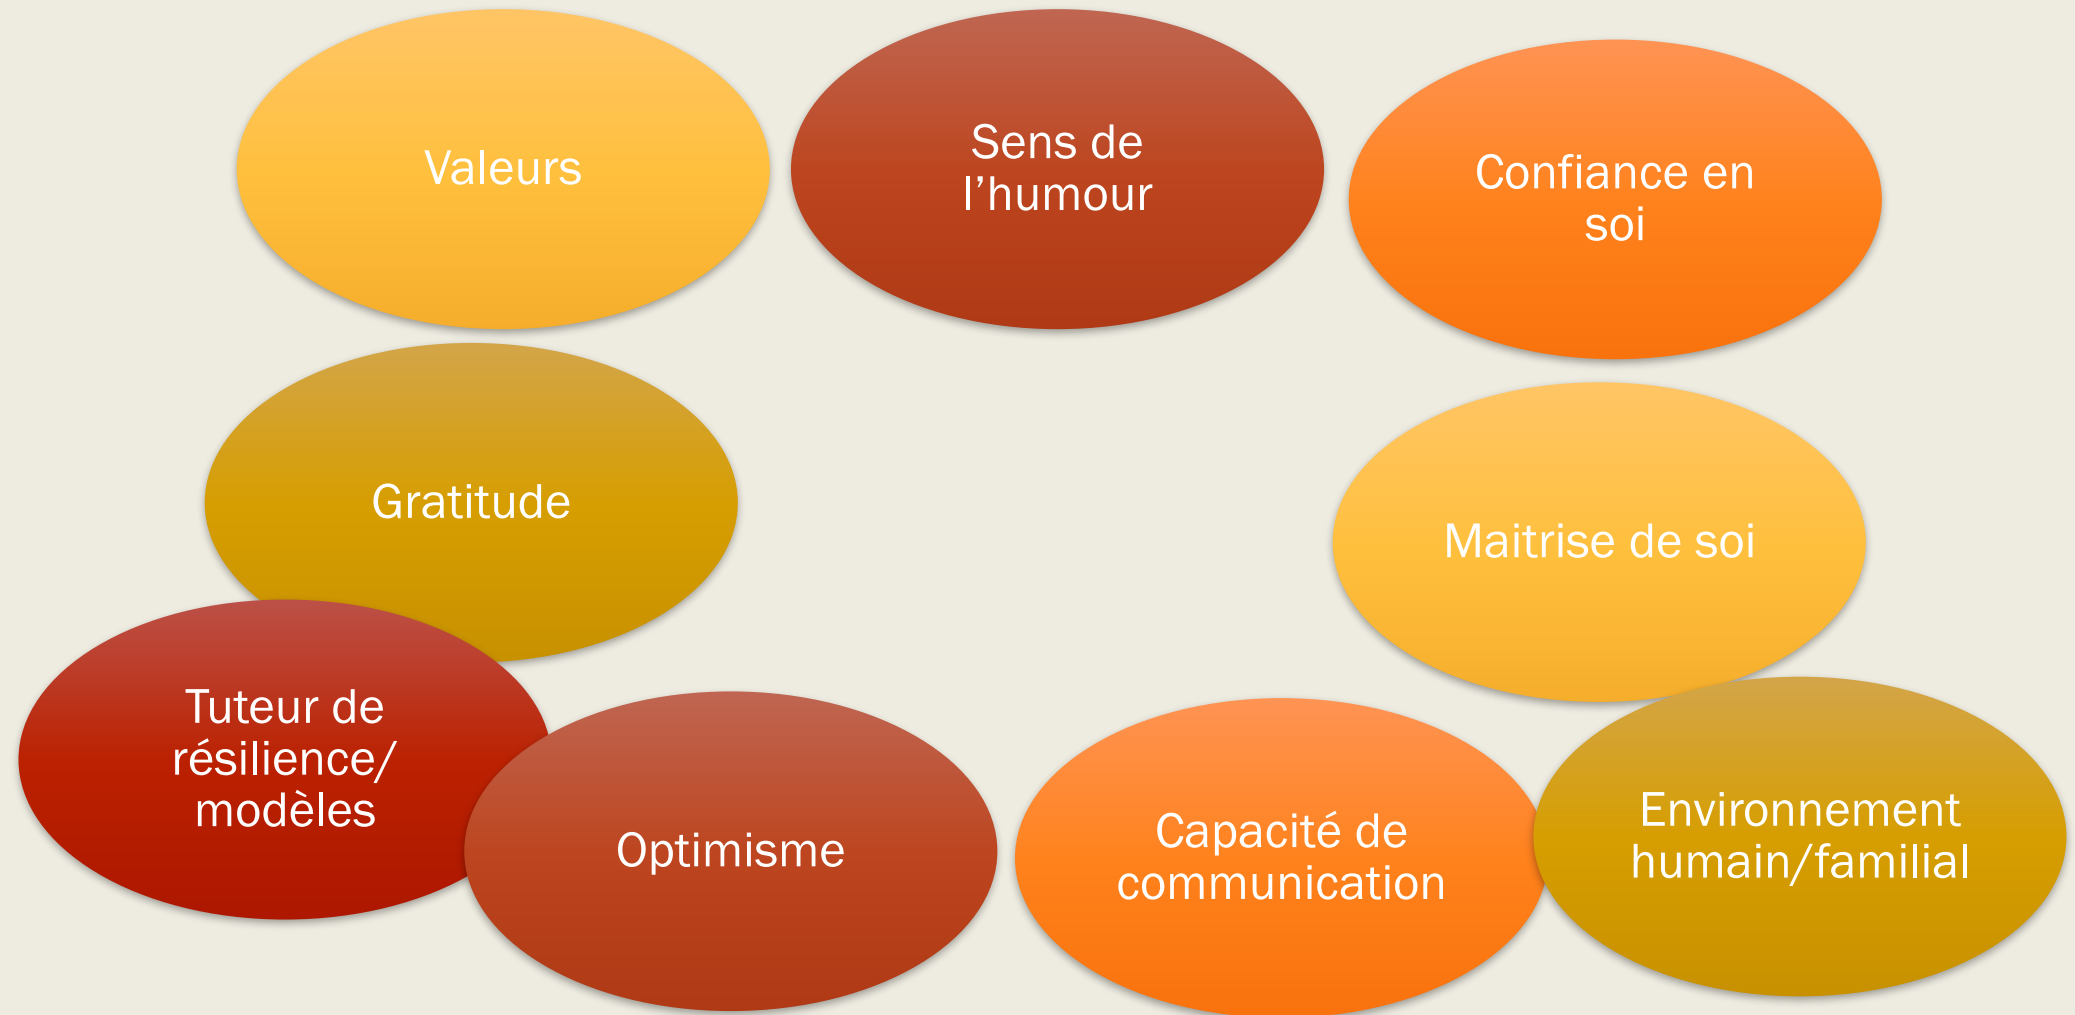 Valeurs
Sens de
l’humour
Confiance en
soi
Gratitude
Maitrise de soi
Tuteur de
résilience/
modèles
Optimisme
Capacité de
communication
Environnement
humain/familial